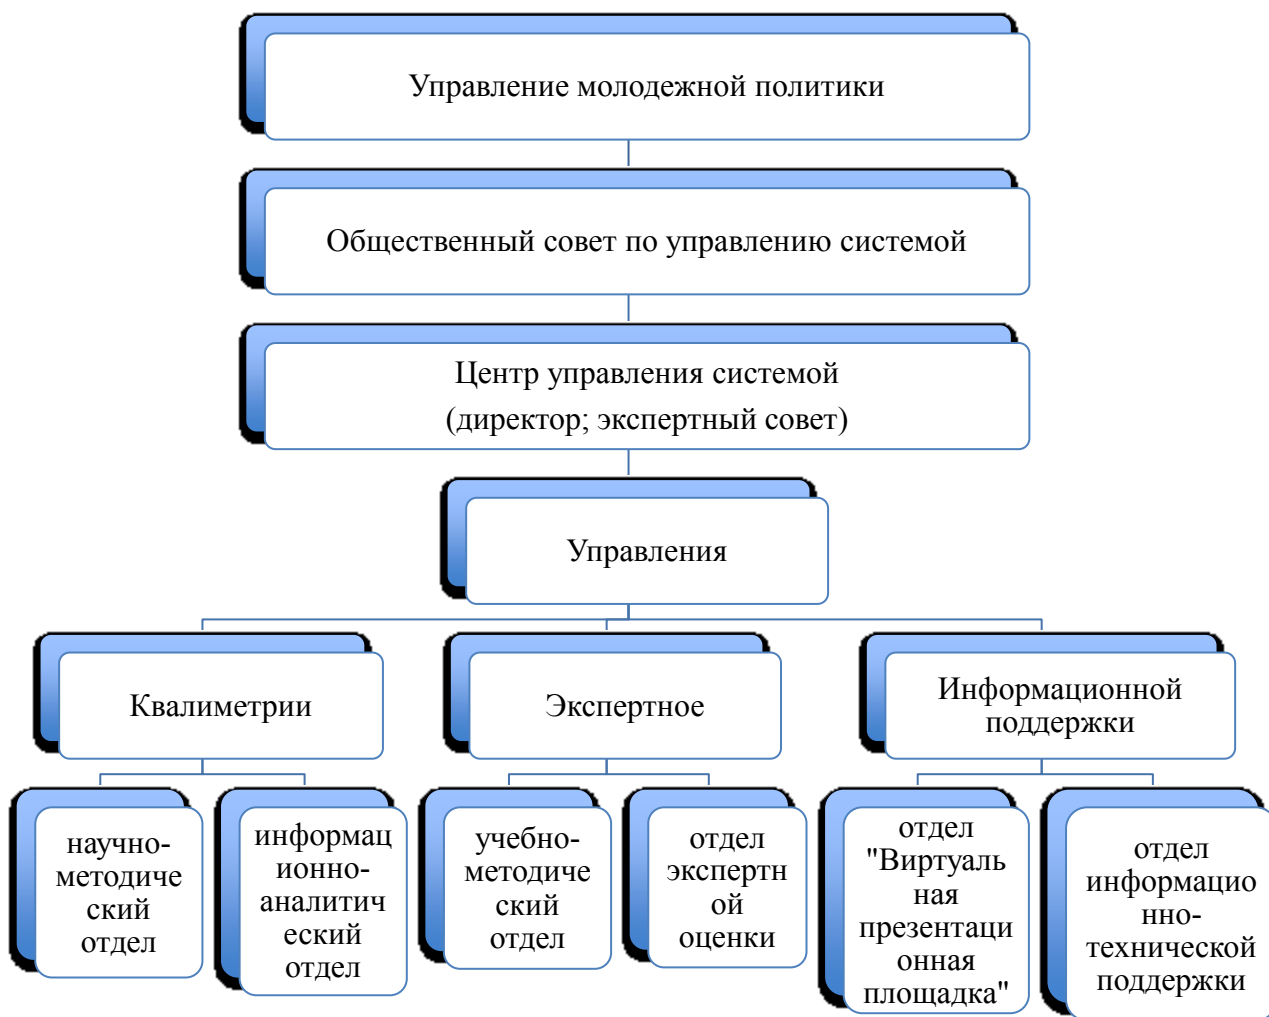 Управление молодежной политики
Общественный совет по управлению системой
Центр управления системой
(директор; экспертный совет)
Управления
Квалиметрии
Экспертное
Информационной
поддержки
научно-
методиче
ский
отдел
информац
ионно-
аналитич
еский
отдел
учебно-
методиче
ский
отдел
отдел
экспертн
ой
оценки
отдел
"Виртуаль
ная
презентаци
онная
площадка"
отдел
информацио
нно-
технической
поддержки